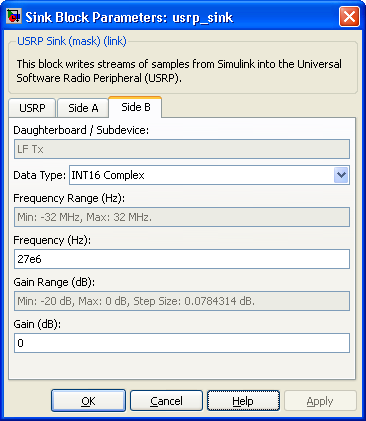 Sink Block Parameters: usrp_sink
USRP Sink (mask) (link)
This block writes streams of samples from Simulink into the Universal
Software Radio Peripheral (USRP).
USRP Side A Side B
Daughterboard / Subdevice:
LF Tx
Data Type: INT16 Complex
Frequency Range (Hz):
Min: -32 MHz, Max: 32 MHz.
Frequency (Hz):
27e6
Gain Range (dB):
Min: -20 dB, Max: 0 dB, Step Size: 0.0784314 dB.
Gain (dB):
0
OK Cancel Help Apply